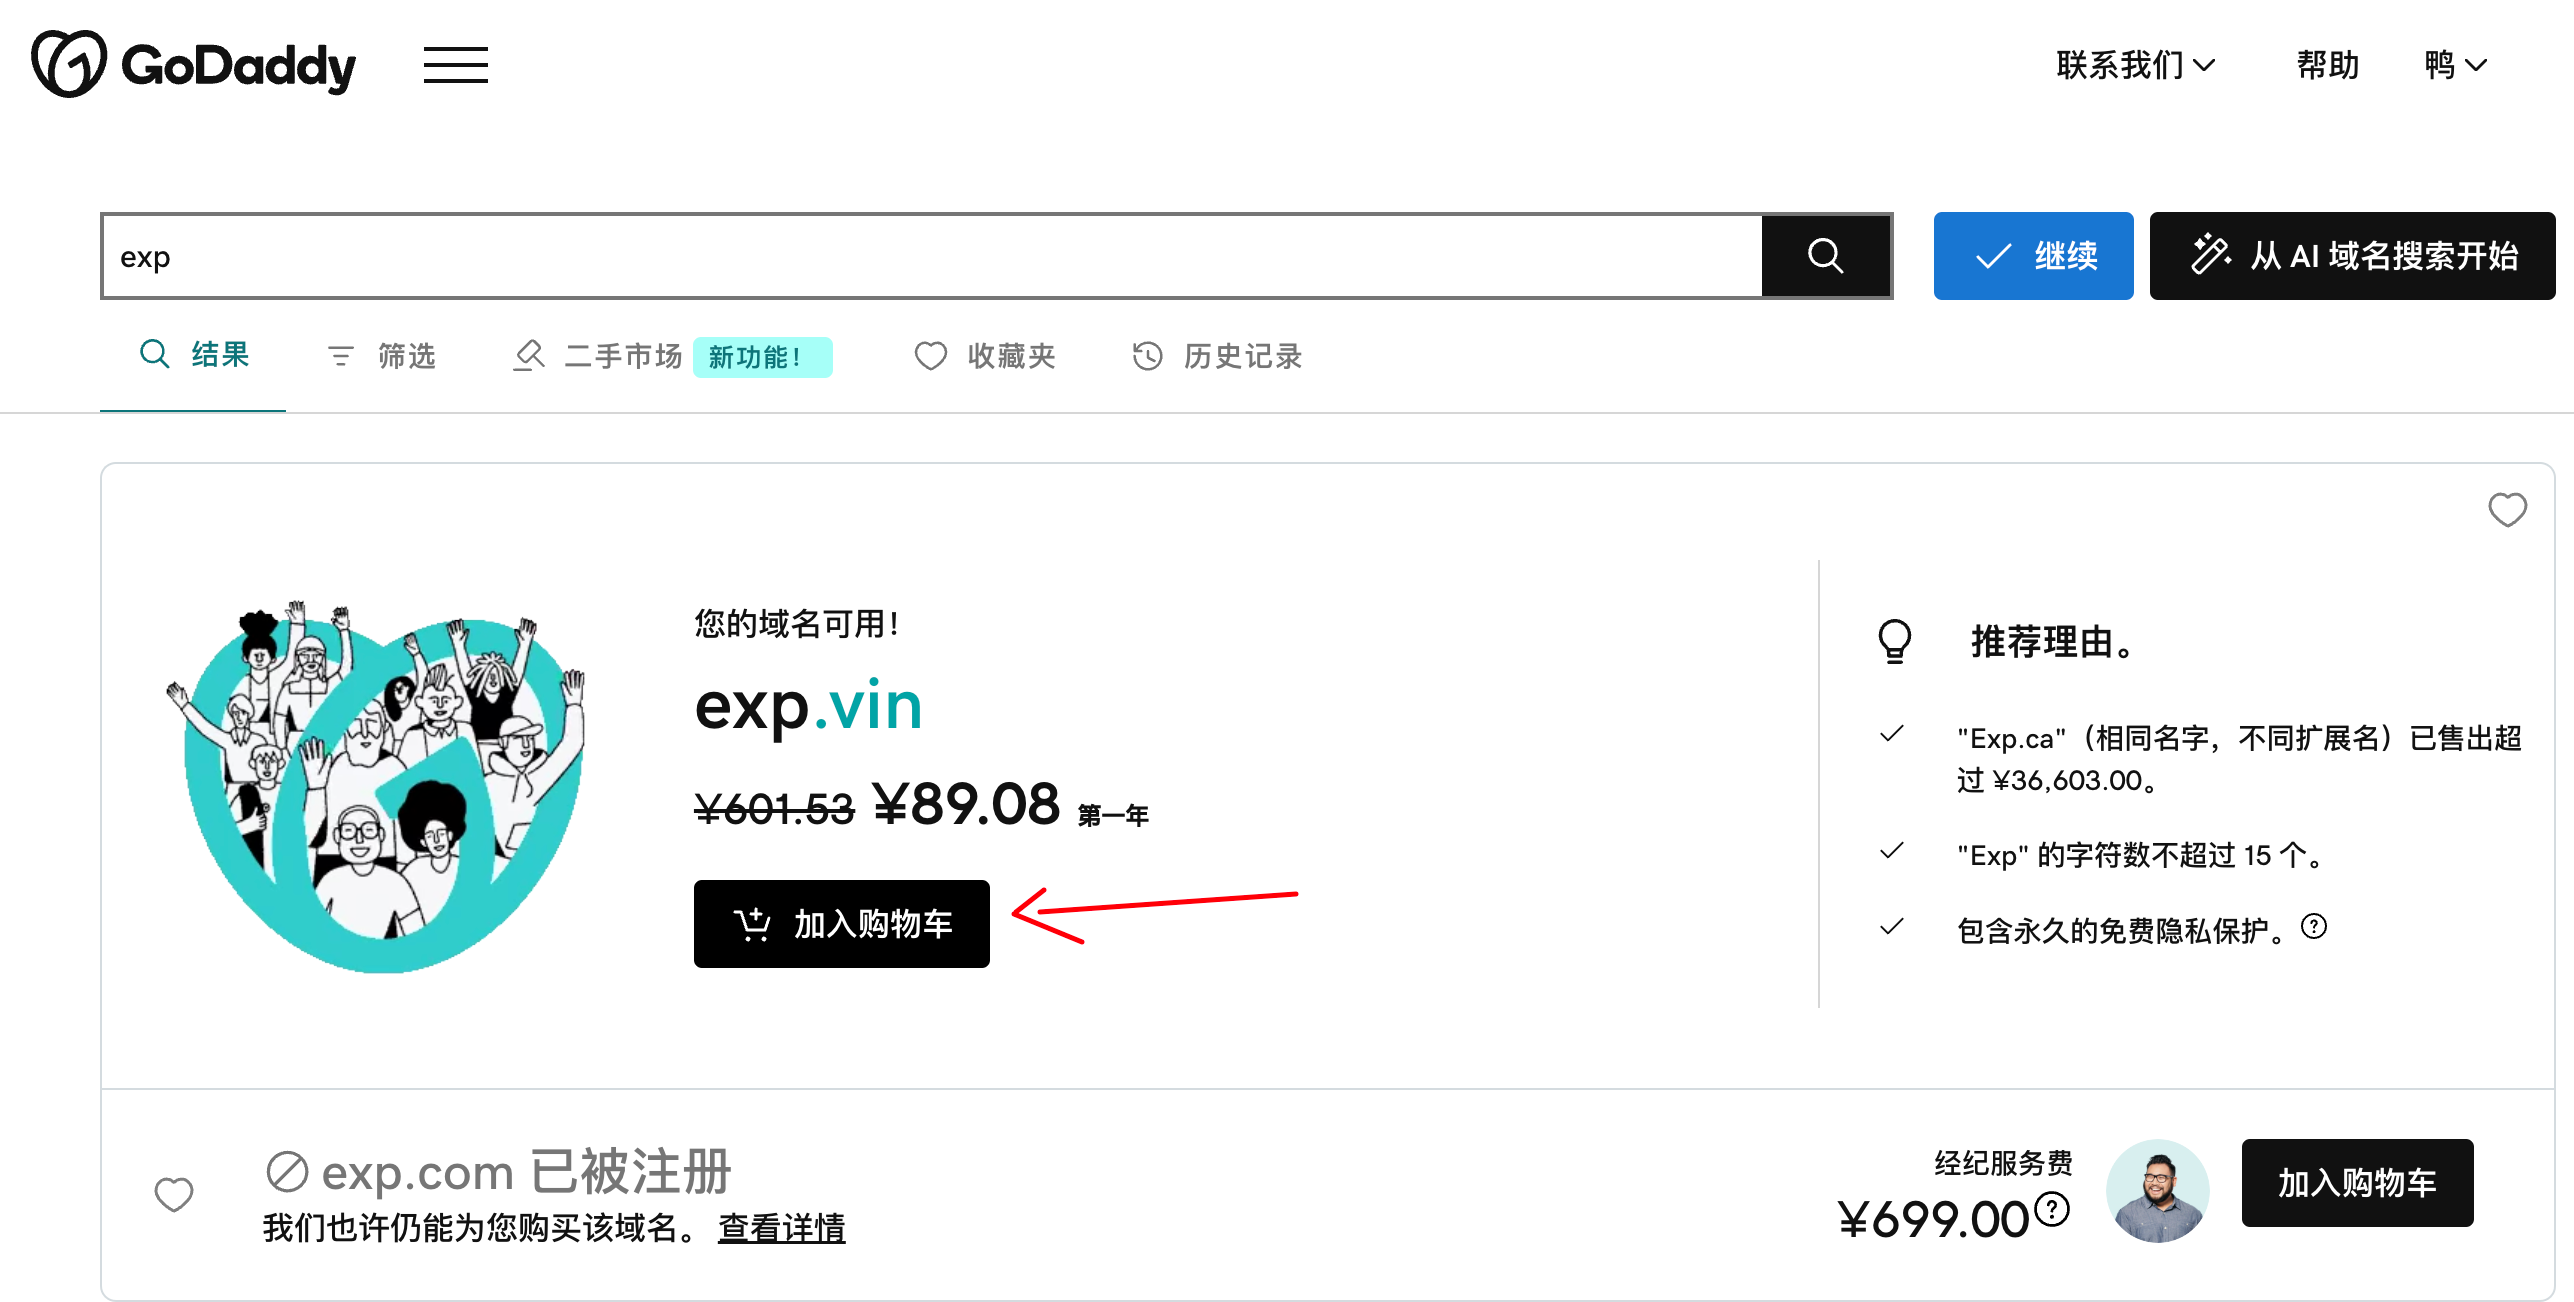 GoDaddy
联系我们
帮助
鸭
exp
继续
从 AI 域名搜索开始
结果
筛选
二手市场 新功能！
收藏夹
历史记录
您的域名可用！
exp.vin
¥601.53 ¥89.08 第一年
加入购物车
推荐理由。
"Exp.ca"（相同名字，不同扩展名）已售出超
过 ¥36,603.00。
"Exp" 的字符数不超过 15 个。
包含永久的免费隐私保护。?
exp.com 已被注册
我们也许仍能为您购买该域名。 查看详情
经纪服务费
¥699.00?
加入购物车